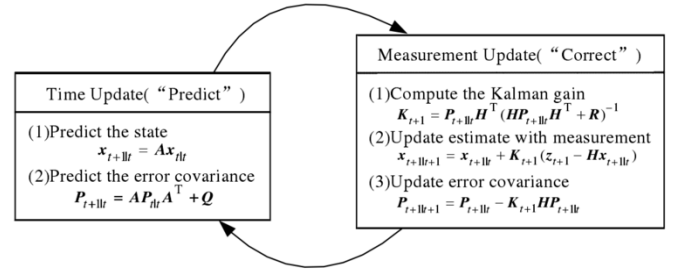 Time Update(“Predict”)
(1)Predict the state
x_{t+1|t} = Ax_{t|t}
(2)Predict the error covariance
P_{t+1|t} = AP_{t|t}A^T + Q
Measurement Update(“Correct”)
(1)Compute the Kalman gain
K_{t+1} = P_{t+1|t}H^T(HP_{t+1|t}H^T + R)^{-1}
(2)Update estimate with measurement
x_{t+1|t+1} = x_{t+1|t} + K_{t+1}(z_{t+1} − Hx_{t+1|t})
(3)Update error covariance
P_{t+1|t+1} = P_{t+1|t} − K_{t+1}HP_{t+1|t}